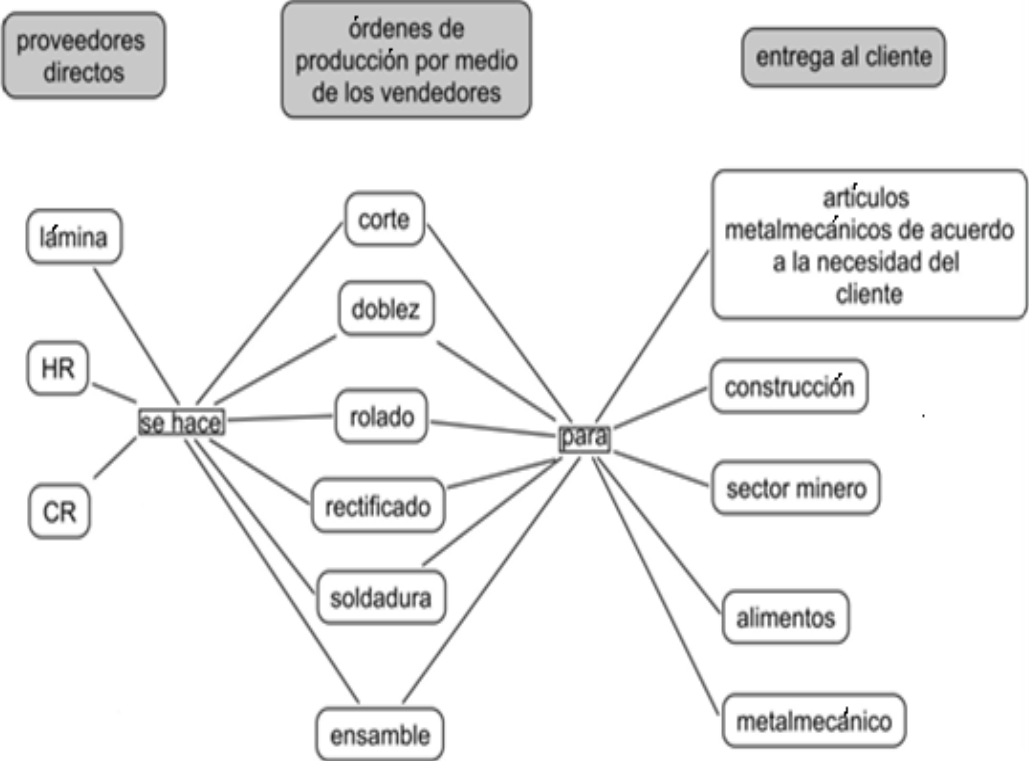 proveedores
directos
órdenes de
producción por medio
de los vendedores
entrega al cliente
lámina
HR
CR
se hace
corte
doblez
rolado
rectificado
soldadura
ensamble
para
artículos
metalmecánicos de acuerdo
a la necesidad del
cliente
construcción
sector minero
alimentos
metalmecánico